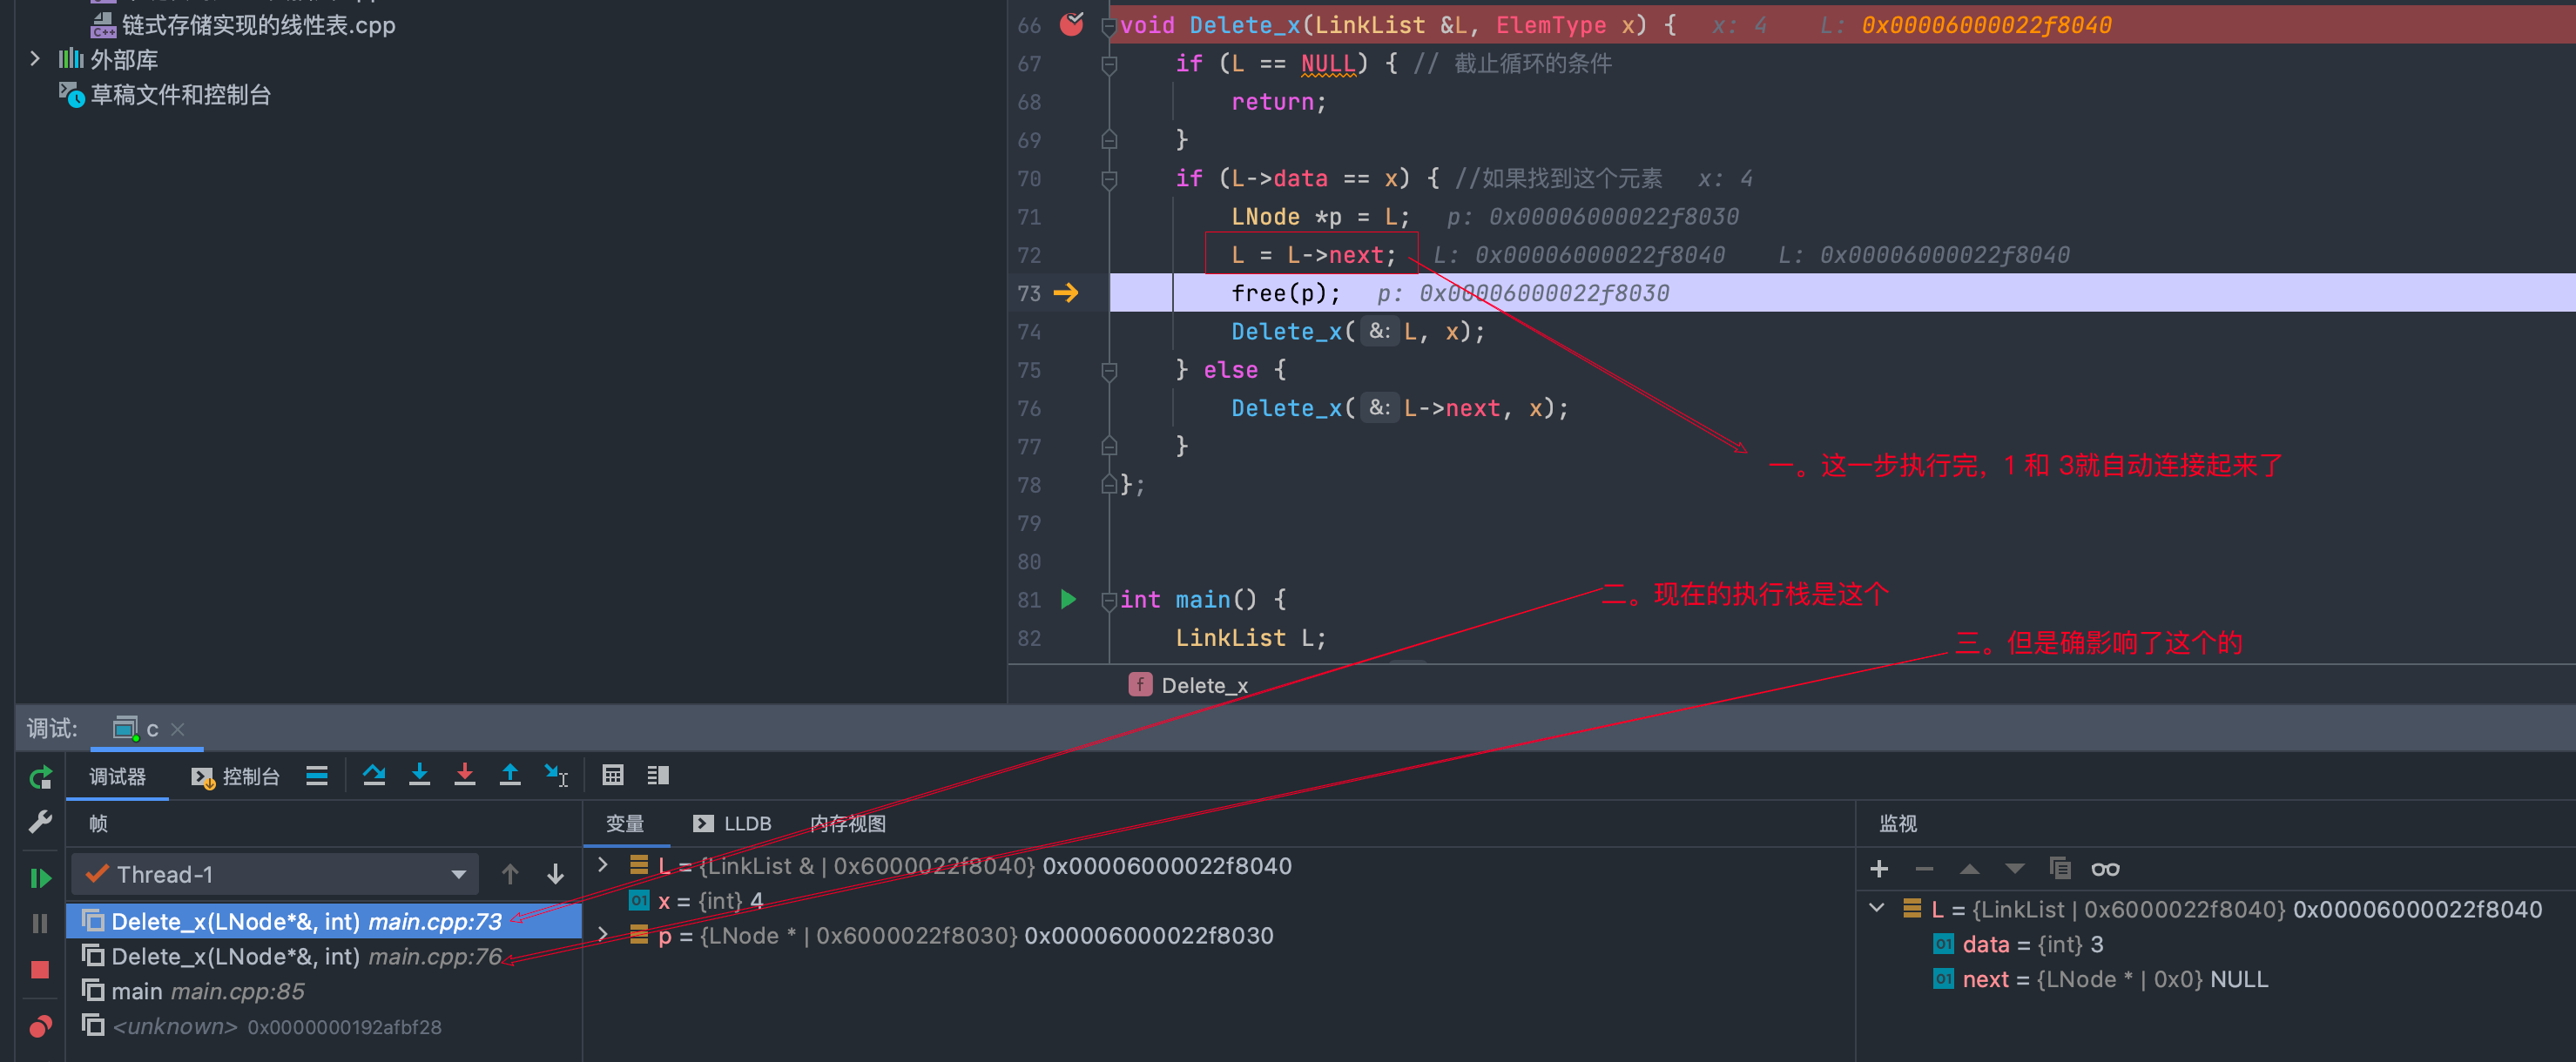 链式存储实现的线性表.cpp
外部库
草稿文件和控制台
66 void Delete_x(LinkList &L, ElemType x) { x: 4 L: 0x00006000022f8040
67 if (L == NULL) { // 截止循环的条件
68 return;
69 }
70 if (L->data == x) { //如果找到这个元素 x: 4
71 LNode *p = L; p: 0x00006000022f8030
72 L = L->next; L: 0x00006000022f8040 L: 0x00006000022f8040
73 free(p); p: 0x00006000022f8030
74 Delete_x( &: L, x);
75 } else {
76 Delete_x( &: L->next, x);
77 }
一。这一步执行完，1 和 3就自动连接起来了
78 };
79
80
二。现在的执行栈是这个
81 int main() {
82 LinkList L;
三。但是确影响了这个的
f Delete_x
调试: c
调试器 控制台
帧 变量 LLDB 内存视图 监视
Thread-1
Delete_x(LNode*&, int) main.cpp:73
Delete_x(LNode*&, int) main.cpp:76
main main.cpp:85
<unknown> 0x0000000192afbf28
L = {LinkList & | 0x6000022f8040} 0x00006000022f8040
x = {int} 4
p = {LNode * | 0x6000022f8030} 0x00006000022f8030
L = {LinkList | 0x6000022f8040} 0x00006000022f8040
data = {int} 3
next = {LNode * | 0x0} NULL